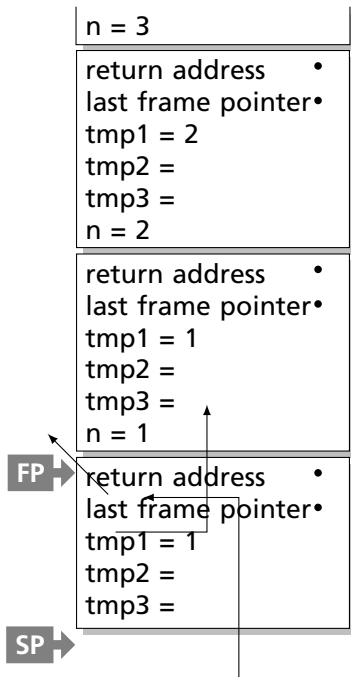 n = 3
return address •
last frame pointer•
tmp1 = 2
tmp2 =
tmp3 =
n = 2
return address •
last frame pointer•
tmp1 = 1
tmp2 =
tmp3 =
n = 1
FP
return address •
last frame pointer•
tmp1 = 1
tmp2 =
tmp3 =
SP